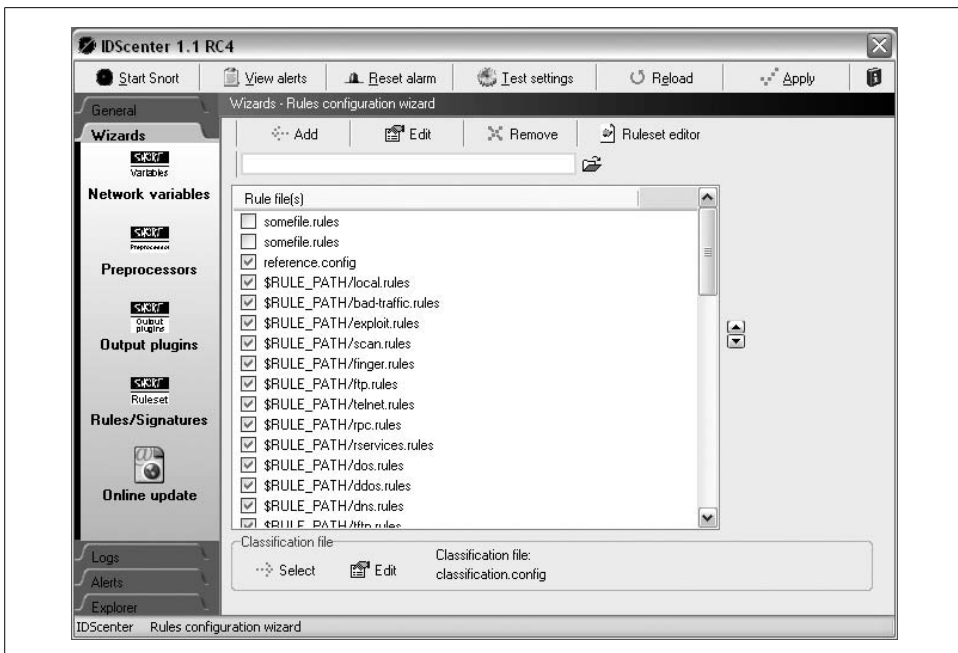 IDScenter 1.1 RC4
Start Snort View alerts Reset alarm Test settings Reload Apply
General
Wizards - Rules configuration wizard
Wizards
Add Edit Remove Ruleset editor
SNORT
Variables
Network variables
SNORT
Preprocessor
Preprocessors
SNORT
Output
plugins
Output plugins
SNORT
Ruleset
Rules/Signatures
Online update
Rule file(s)
somefile.rules
somefile.rules
reference.config
$RULE_PATH/local.rules
$RULE_PATH/bad-traffic.rules
$RULE_PATH/exploit.rules
$RULE_PATH/scan.rules
$RULE_PATH/finger.rules
$RULE_PATH/ftp.rules
$RULE_PATH/telnet.rules
$RULE_PATH/rpc.rules
$RULE_PATH/rservices.rules
$RULE_PATH/dos.rules
$RULE_PATH/ddos.rules
$RULE_PATH/dns.rules
$RULE_PATH/tftp.rules
Classification file
Select Edit
Classification file:
classification.config
Logs
Alerts
Explorer
IDScenter Rules configuration wizard